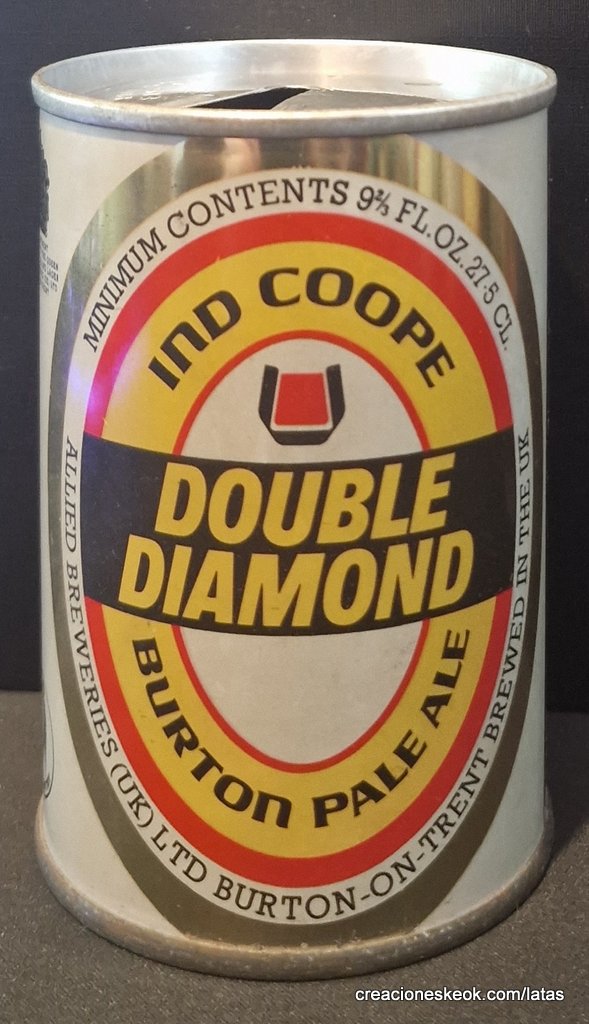 MINIMUM CONTENTS 9⅔ FL.OZ.27·5 CL.
IND COOPE
DOUBLE
DIAMOND
BURTON PALE ALE
ALLIED BREWERIES (UK) LTD BURTON-ON-TRENT BREWED IN THE UK
creacioneskeok.com/latas